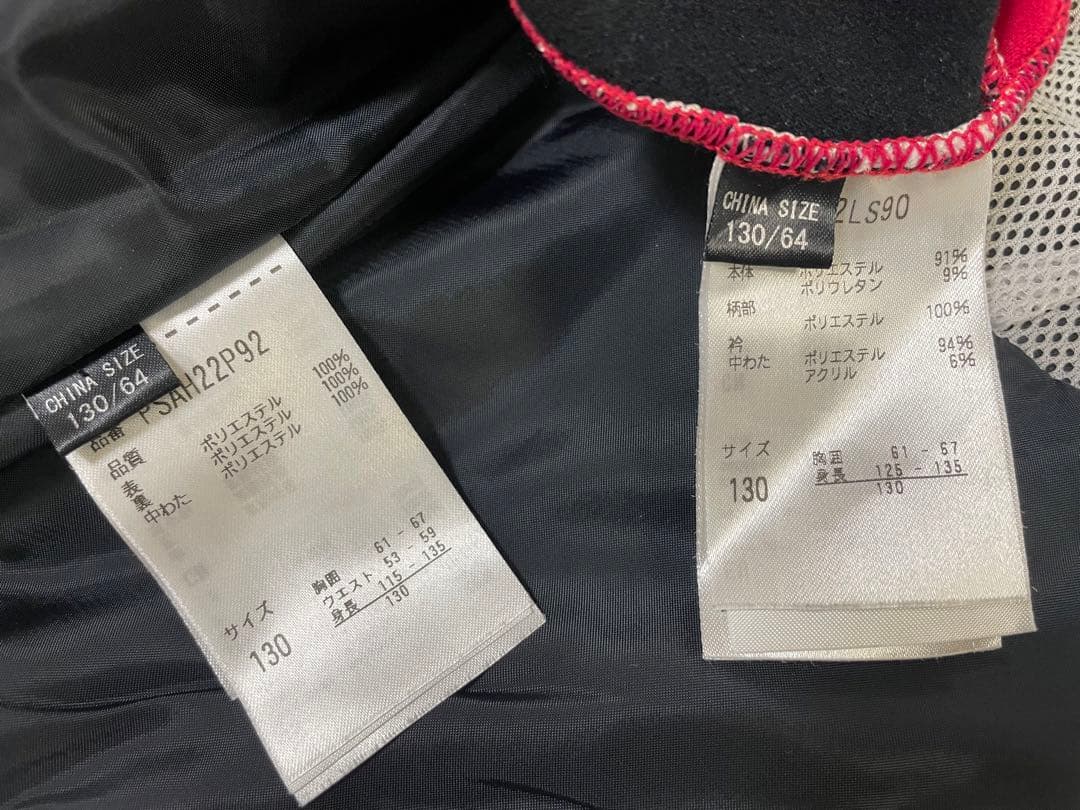 CHINA SIZE
130/64
品番 PSAH22P92
品質
表 ポリエステル 100%
裏 ポリエステル 100%
中わた ポリエステル 100%
サイズ
130
胸囲 61 - 67
ウエスト 53 - 59
身長 115 - 135
130
CHINA SIZE
130/64
2LS90
本体 ポリエステル 91%
ポリウレタン 9%
柄部
ポリエステル 100%
衿
中わた ポリエステル 94%
アクリル 6%
サイズ
130
胸囲 61 - 67
身長 125 - 135
130